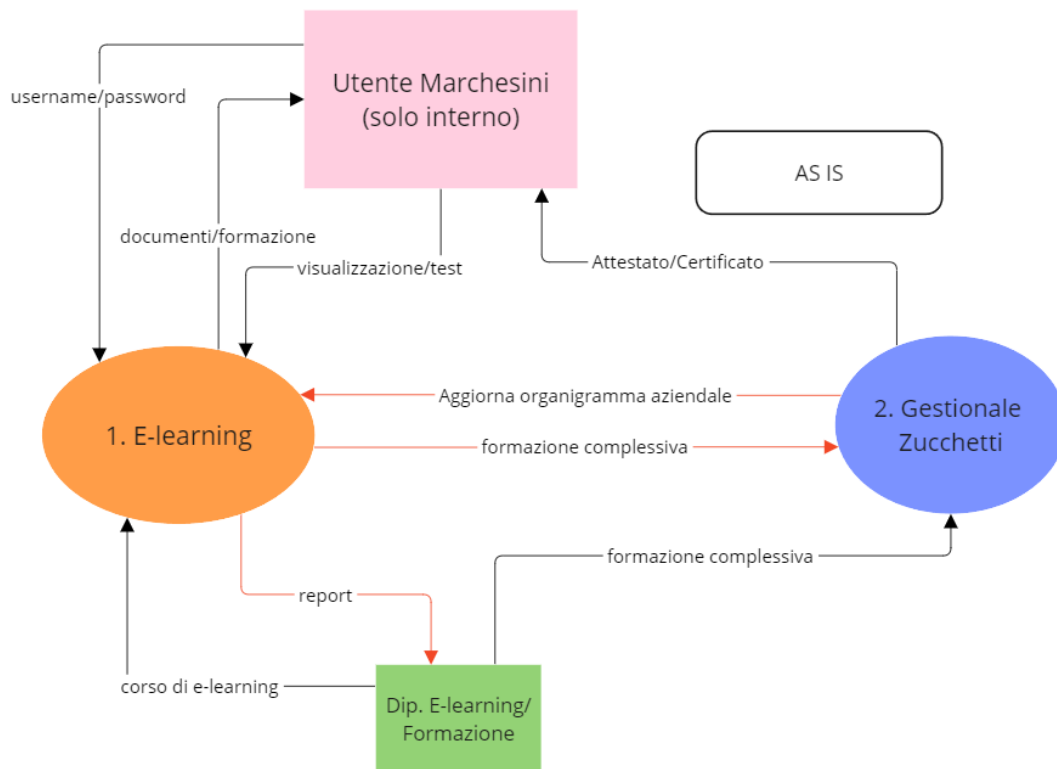 Utente Marchesini
(solo interno)
username/password
AS IS
documenti/formazione
visualizzazione/test
Attestato/Certificato
Aggiorna organigramma aziendale
1. E-learning
2. Gestionale
Zucchetti
formazione complessiva
formazione complessiva
report
corso di e-learning
Dip. E-learning/
Formazione